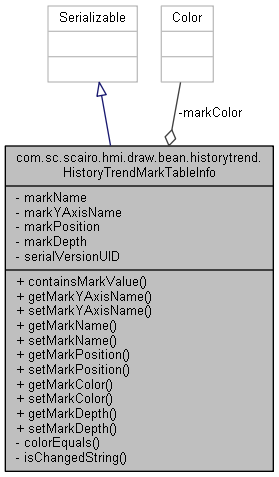 Serializable
Color
-markColor
com.sc.scairo.hmi.draw.bean.historytrend.
HistoryTrendMarkTableInfo
- markName
- markYAxisName
- markPosition
- markDepth
- serialVersionUID
+ containsMarkValue()
+ getMarkYAxisName()
+ setMarkYAxisName()
+ getMarkName()
+ setMarkName()
+ getMarkPosition()
+ setMarkPosition()
+ getMarkColor()
+ setMarkColor()
+ getMarkDepth()
+ setMarkDepth()
- colorEquals()
- isChangedString()